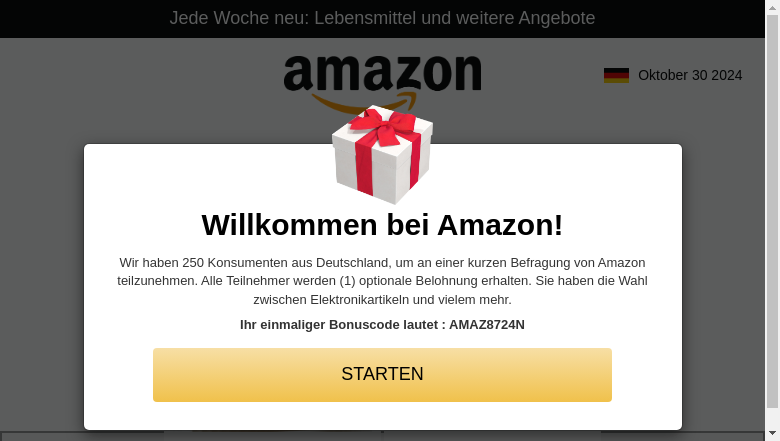 Jede Woche neu: Lebensmittel und weitere Angebote
amazon
Oktober 30 2024
Willkommen bei Amazon!
Wir haben 250 Konsumenten aus Deutschland, um an einer kurzen Befragung von Amazon
teilzunehmen. Alle Teilnehmer werden (1) optionale Belohnung erhalten. Sie haben die Wahl
zwischen Elektronikartikeln und vielem mehr.
Ihr einmaliger Bonuscode lautet : AMAZ8724N
STARTEN